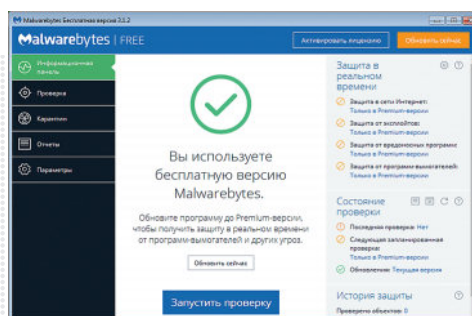 Malwarebytes Бесплатная версия 3.1.2
Malwarebytes | FREE
Активировать лицензию
Обновить сейчас
Информационная
панель
Проверка
Карантин
Отчеты
Параметры
Вы используете
бесплатную версию
Malwarebytes.
Обновите программу до Premium-версии,
чтобы получить защиту в реальном времени
от программ-вымогателей и других угроз.
Обновить сейчас
Запустить проверку
Защита в
реальном
времени
Защита в сети Интернет:
Только в Premium-версии
Защита от эксплойтов:
Только в Premium-версии
Защита от вредоносных программ:
Только в Premium-версии
Защита от программ-вымогателей:
Только в Premium-версии
Состояние
проверки
Последняя проверка: Нет
Следующая запланированная
проверка:
Только в Premium-версии
Обновления: Текущая версия
История защиты
Проверено объектов: 0